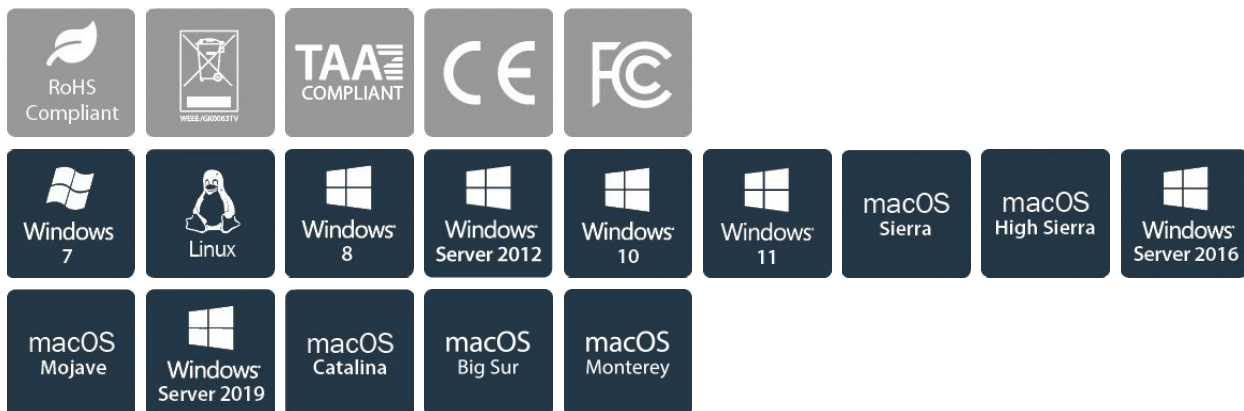 RoHS
Compliant
WEEE/GK0083TV
TAA
COMPLIANT
CE
FC
Windows
7
Linux
Windows
8
Windows
Server 2012
Windows
10
Windows
11
macOS
Sierra
macOS
High Sierra
Windows
Server 2016
macOS
Mojave
Windows
Server 2019
macOS
Catalina
macOS
Big Sur
macOS
Monterey